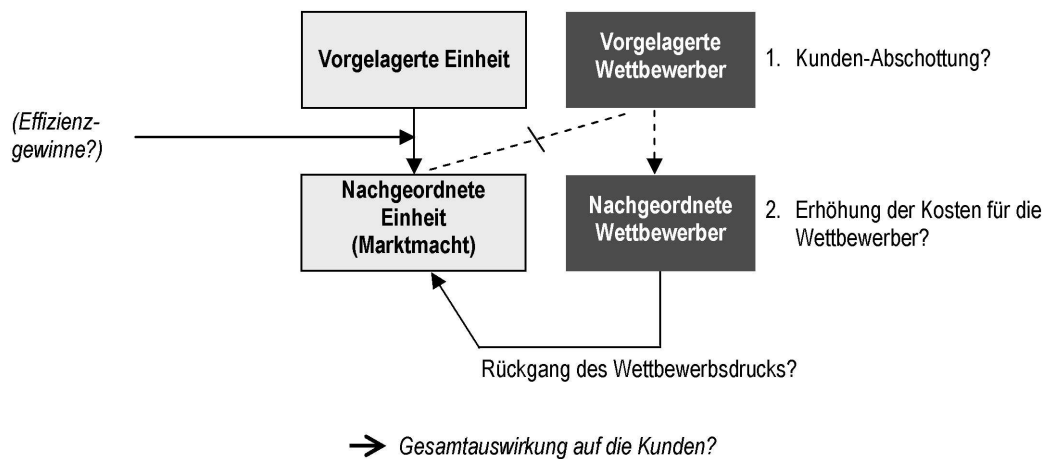 Vorgelagerte Einheit
Vorgelagerte
Wettbewerber
1. Kunden-Abschottung?
(Effizienz-
gewinne?)
Nachgeordnete
Einheit
(Marktmacht)
Nachgeordnete
Wettbewerber
2. Erhöhung der Kosten für die
Wettbewerber?
Rückgang des Wettbewerbsdrucks?
Gesamtauswirkung auf die Kunden?